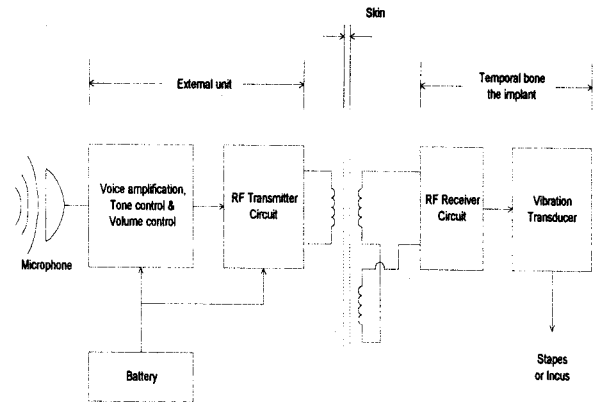 Skin
External unit
Temporal bone
the implant
Voice amplification,
Tone control &
Volume control
RF Transmitter
Circuit
RF Receiver
Circuit
Vibration
Transducer
Microphone
Battery
Stapes
or Incus